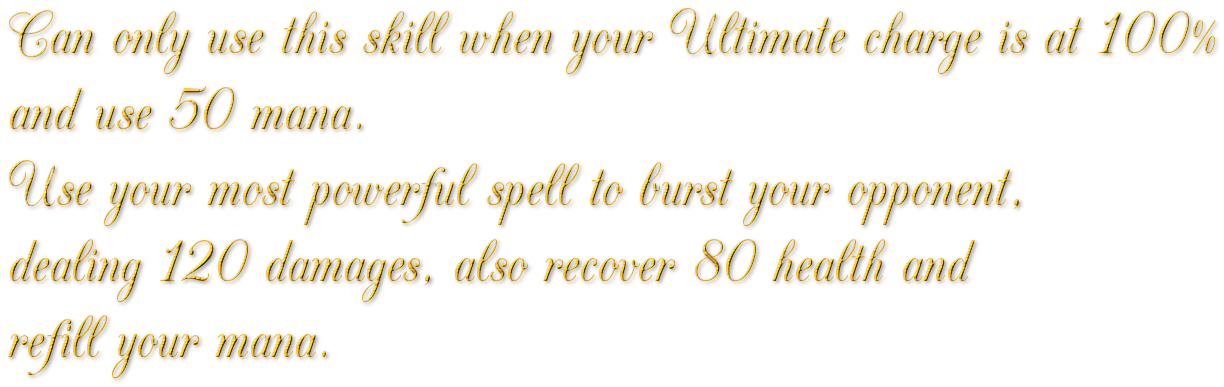 Can only use this skill when your Ultimate charge is at 100%
and use 50 mana.
Use your most powerful spell to burst your opponent,
dealing 120 damages, also recover 80 health and
refill your mana.